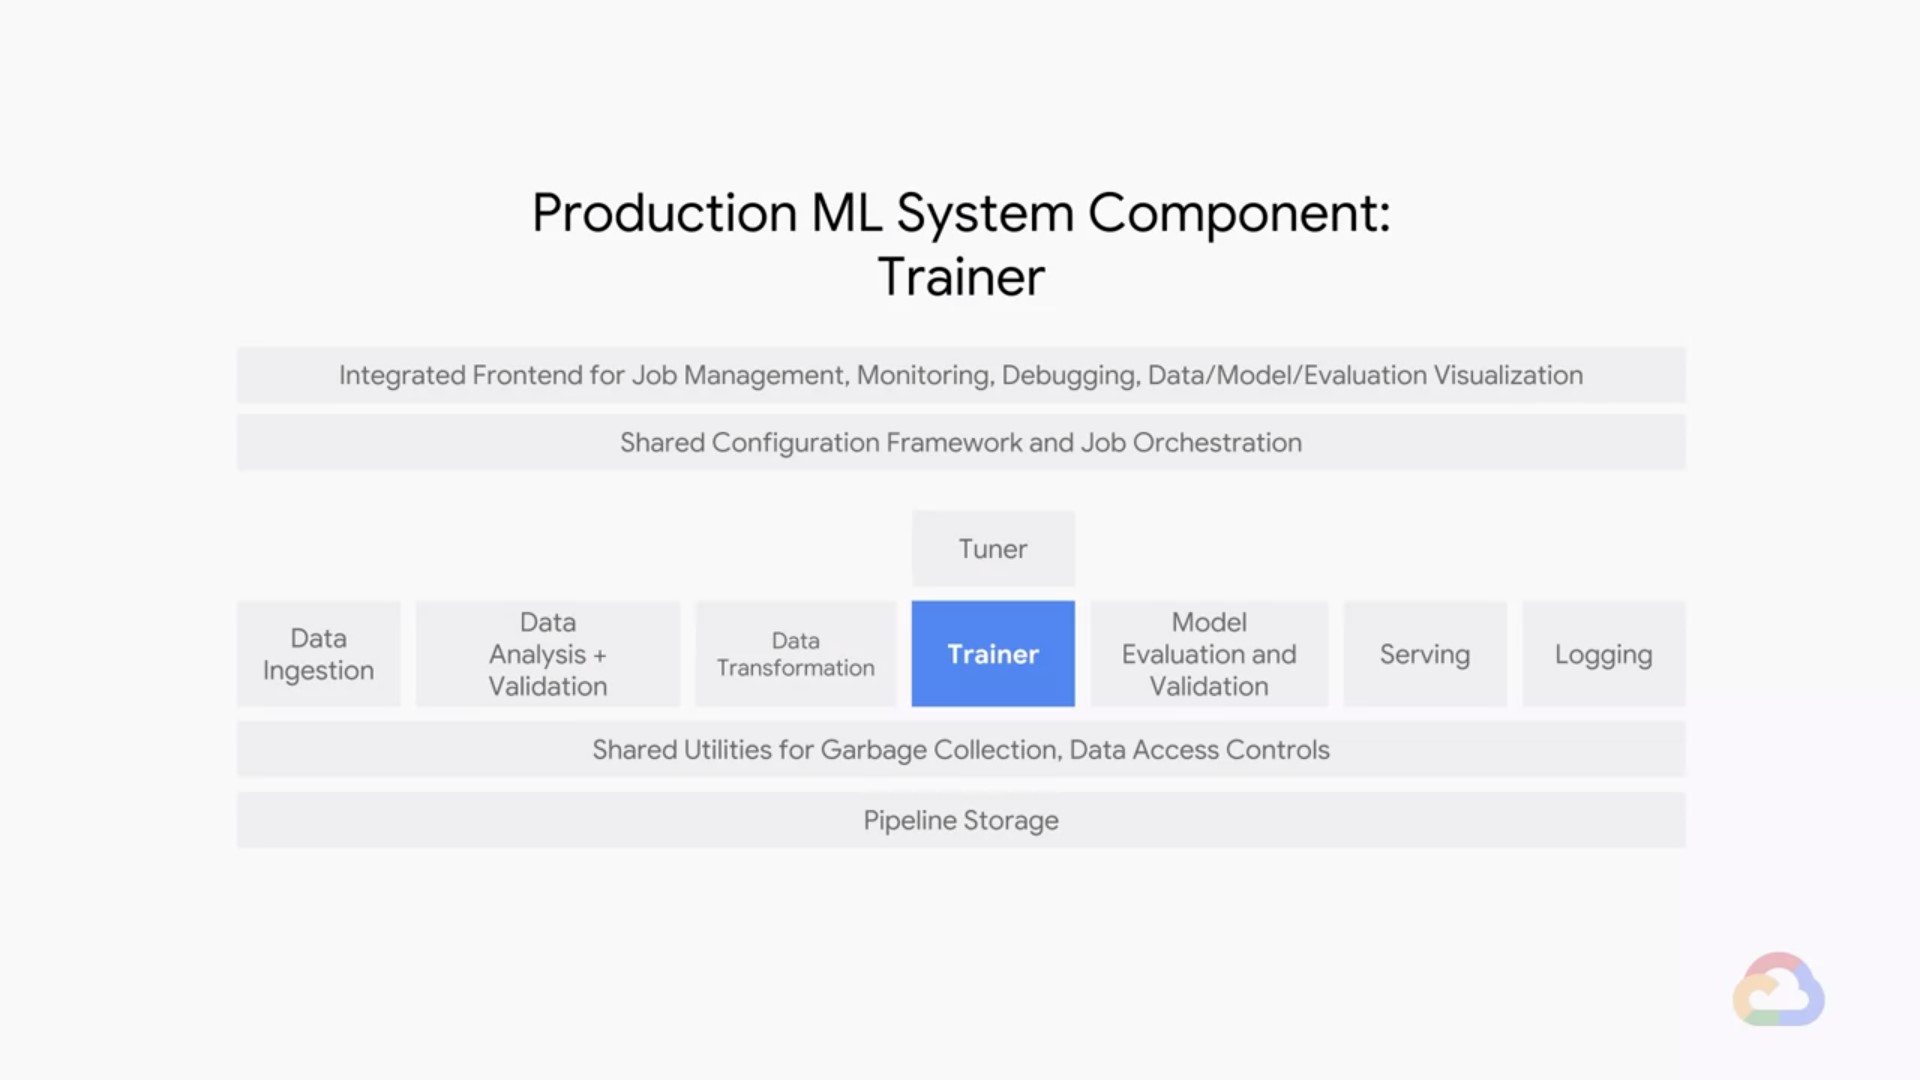 Production ML System Component:
Trainer
Integrated Frontend for Job Management, Monitoring, Debugging, Data/Model/Evaluation Visualization
Shared Configuration Framework and Job Orchestration
Tuner
Data
Ingestion
Data
Analysis +
Validation
Data
Transformation
Trainer
Model
Evaluation and
Validation
Serving
Logging
Shared Utilities for Garbage Collection, Data Access Controls
Pipeline Storage